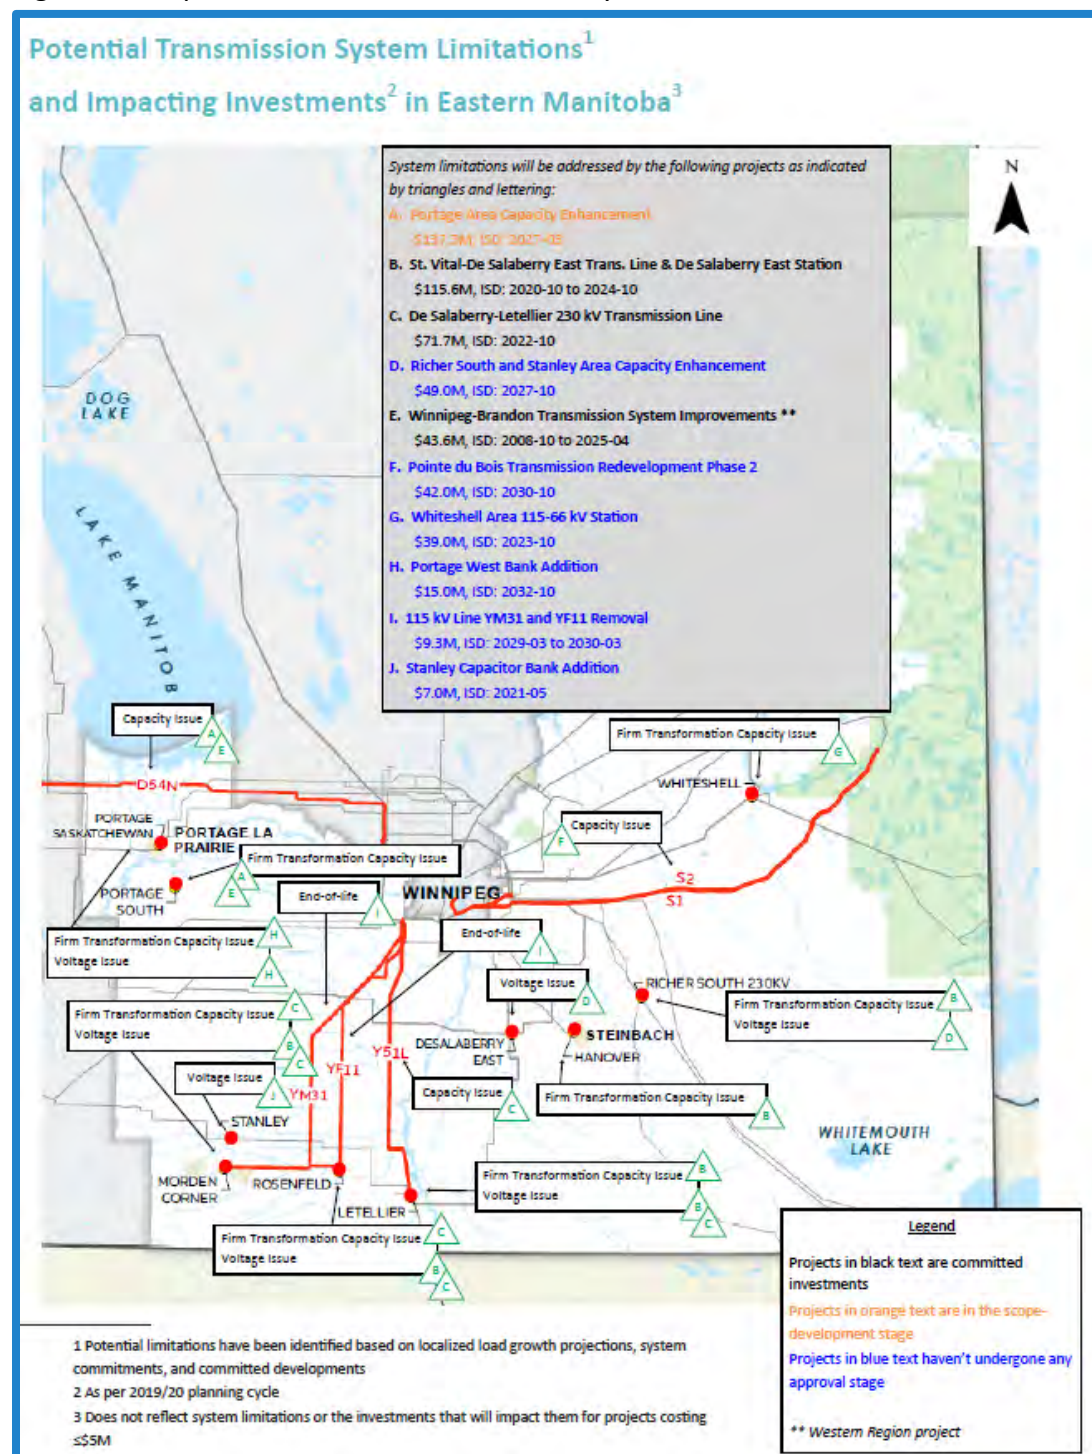 Potential Transmission System Limitations1
and Impacting Investments2 in Eastern Manitoba3
System limitations will be addressed by the following projects as indicated
by triangles and lettering:
A. Portage Area Capacity Enhancement
ISD: 2027-
B. St. Vital-De Salaberry East Trans. Line & De Salaberry East Station
$115.6M, ISD: 2020-10 to 2024-10
C. De Salaberry-Letellier 230 kV Transmission Line
$71.7M, ISD: 2022-10
D. Richer South and Stanley Area Capacity Enhancement
$49.0M, ISD: 2027-10
E. Winnipeg-Brandon Transmission System Improvements **
$43.6M, ISD: 2008-10 to 2025-04
F. Pointe du Bois Transmission Redevelopment Phase 2
$42.0M, ISD: 2030-10
G. Whiteshell Area 115-66 kV Station
$39.0M, ISD: 2023-10
H. Portage West Bank Addition
$15.0M, ISD: 2032-10
I. 115 kV Line YM31 and YF11 Removal
$9.3M, ISD: 2029-03 to 2030-03
J. Stanley Capacitor Bank Addition
$7.0M, ISD: 2021-05
N
DOG
LAKE
LAKE MANITOB
Capacity Issue
A
E
D54N
Firm Transformation Capacity Issue
G
WHITESHELL
PORTAGE
SASKATCHEWAN
PORTAGE LA
PRAIRIE
Capacity Issue
F
Firm Transformation Capacity Issue
A
E
PORTAGE
SOUTH
End-of-life
I
WINNIPEG
S2
S1
End-of-life
I
Firm Transformation Capacity Issue
Voltage Issue
H
H
Voltage Issue
D
RICHER SOUTH 230KV
Firm Transformation Capacity Issue
Voltage Issue
B
D
Firm Transformation Capacity Issue
Voltage Issue
C
B
C
DESALABERRY
EAST
STEINBACH
HANOVER
Y51L
YF11
YM31
Voltage Issue
J
Capacity Issue
C
Firm Transformation Capacity Issue
B
STANLEY
WHITEMOUTH
LAKE
MORDEN
CORNER
ROSENFELD
LETELLIER
Firm Transformation Capacity Issue
Voltage Issue
B
B
C
Firm Transformation Capacity Issue
Voltage Issue
C
B
C
Legend
Projects in black text are committed
investments
Projects in orange text are in the scope-
development stage
Projects in blue text haven't undergone any
approval stage
** Western Region project
1 Potential limitations have been identified based on localized load growth projections, system
commitments, and committed developments
2 As per 2019/20 planning cycle
3 Does not reflect system limitations or the investments that will impact them for projects costing
≤$5M